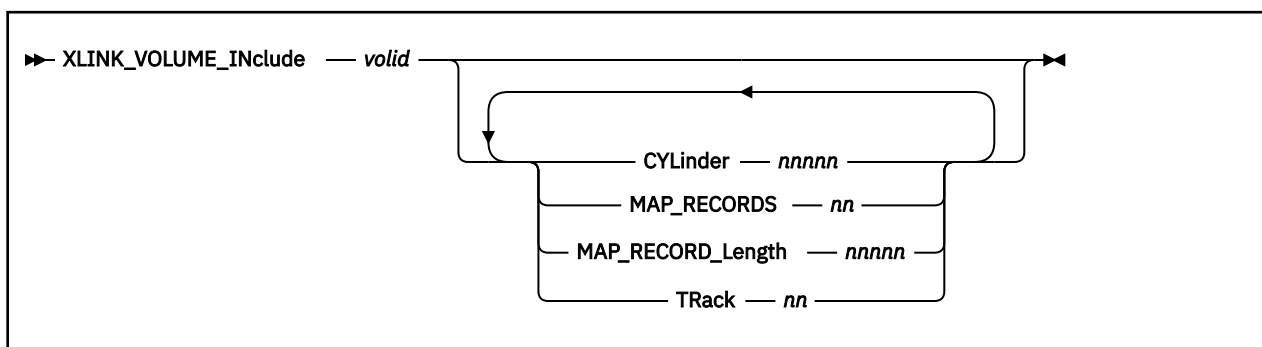 XLINK_VOLUME_INclude volid
CYLinder nnnnn
MAP_RECORDS nn
MAP_RECORD_Length nnnnn
TRack nn